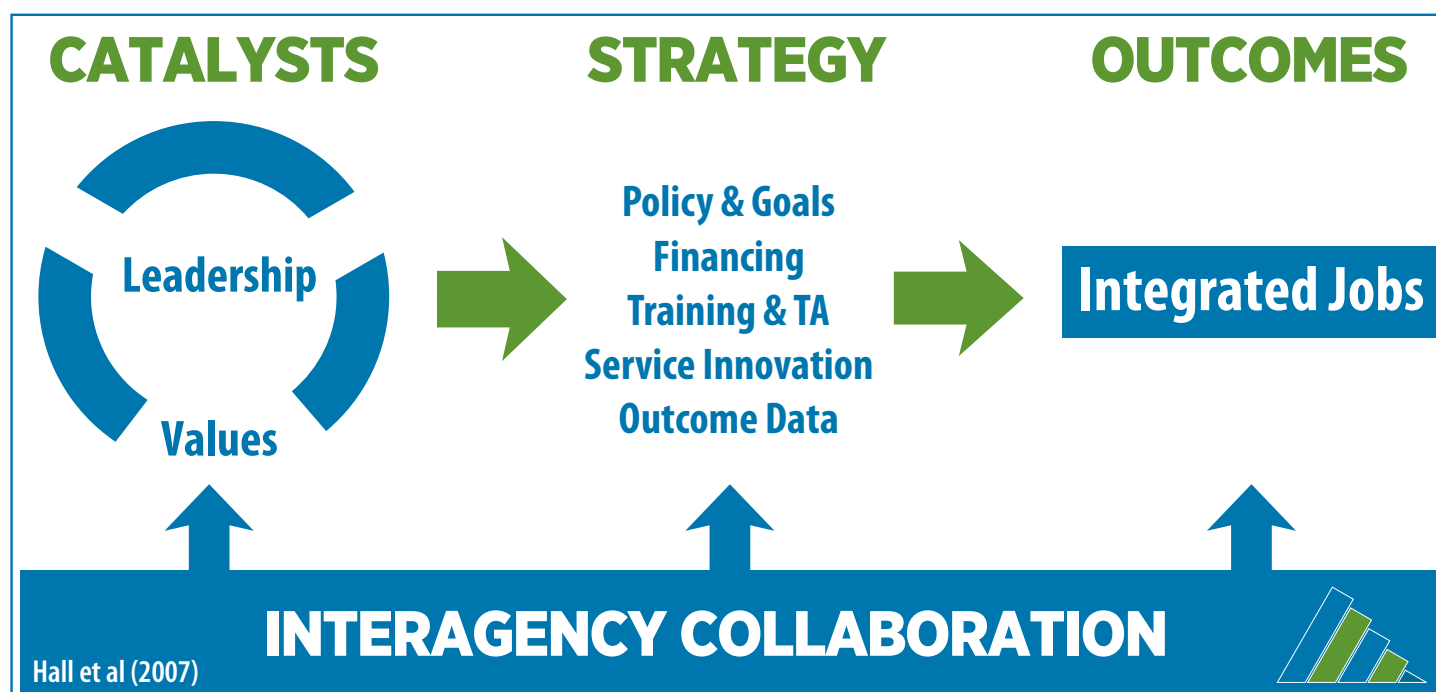 CATALYSTS
STRATEGY
OUTCOMES
Leadership
Values
Policy & Goals
Financing
Training & TA
Service Innovation
Outcome Data
Integrated Jobs
INTERAGENCY COLLABORATION
Hall et al (2007)